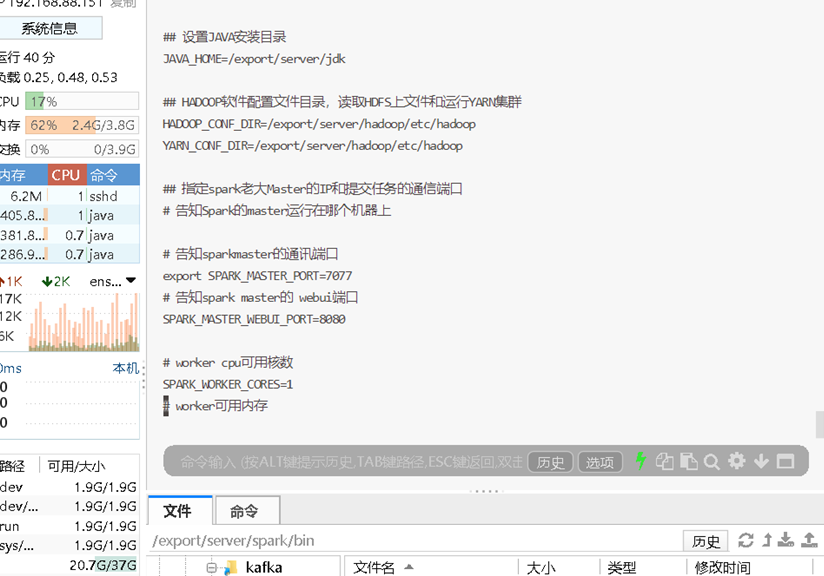 192.168.88.151 复制
系统信息
运行 40 分
负载 0.25, 0.48, 0.53
CPU 17%
内存 62% 2.4G/3.8G
交换 0% 0/3.9G
内存 CPU 命令
6.2M 1 sshd
405.8... 1 java
381.8... 0.7 java
286.9... 0.7 java
1K 2K ens...
17K
12K
6K
0ms 本机
0
0
0
路径 可用/大小
dev 1.9G/1.9G
dev/... 1.9G/1.9G
run 1.9G/1.9G
sys/... 1.9G/1.9G
20.7G/37G
## 设置JAVA安装目录
JAVA_HOME=/export/server/jdk
## HADOOP软件配置文件目录，读取HDFS上文件和运行YARN集群
HADOOP_CONF_DIR=/export/server/hadoop/etc/hadoop
YARN_CONF_DIR=/export/server/hadoop/etc/hadoop
## 指定spark老大Master的IP和提交任务的通信端口
# 告知Spark的master运行在哪个机器上
# 告知sparkmaster的通讯端口
export SPARK_MASTER_PORT=7077
# 告知spark master的 webui端口
SPARK_MASTER_WEBUI_PORT=8080
# worker cpu可用核数
SPARK_WORKER_CORES=1
# worker可用内存
命令输入 (按ALT键提示历史,TAB键路径,ESC键返回,双击 历史 选项
文件 命令
/export/server/spark/bin 历史
kafka 文件名 大小 类型 修改时间